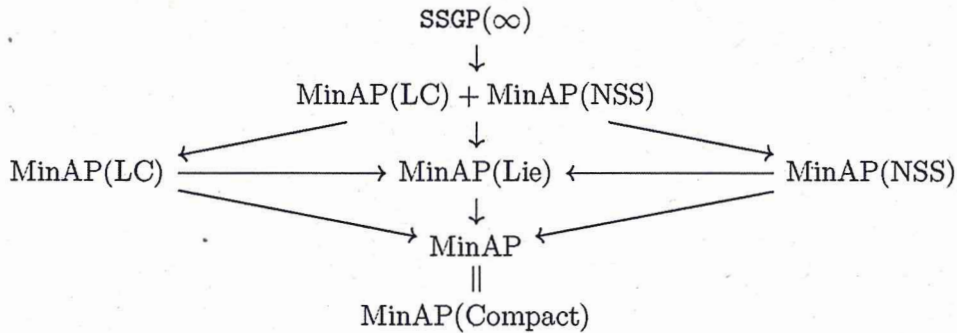 SSGP(∞)
↓
MinAP(LC) + MinAP(NSS)
↓
MinAP(LC) → MinAP(Lie) ← MinAP(NSS)
↓
MinAP
||
MinAP(Compact)